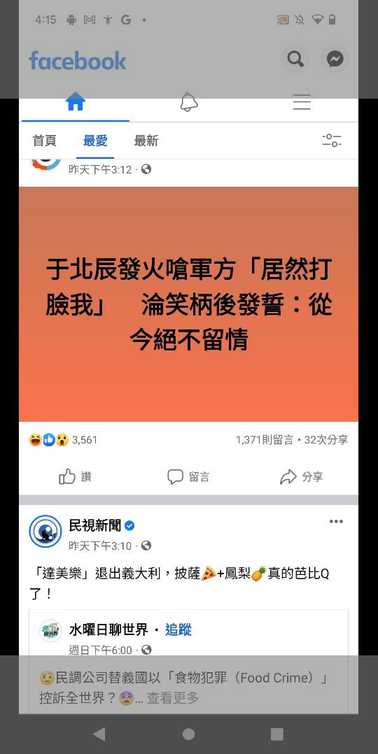 4:15
facebook
首頁 最愛 最新
昨天下午3:12 ·
于北辰發火嗆軍方「居然打
臉我」 淪笑柄後發誓：從
今絕不留情
3,561 1,371則留言 • 32次分享
讚 留言 分享
民視新聞
昨天下午3:10 ·
「達美樂」退出義大利，披薩🍕+鳳梨🍍真的芭比Q
了！
水曜日聊世界 · 追蹤
週日下午6:00 ·
民調公司替義國以「食物犯罪（Food Crime）」
控訴全世界？😨... 查看更多